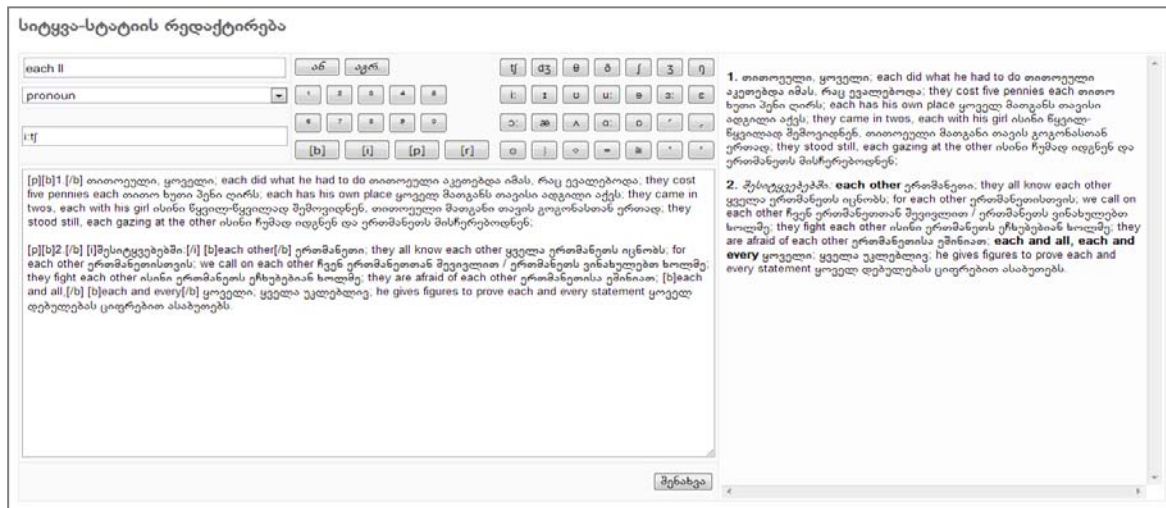 სიტყვა-სტატიის რედაქტირება
each II
pronoun
i:tʃ
ან აგრ.
¹ ² ³ ⁴ ⁵
⁶ ⁷ ⁸ ⁹ ⁰
[b] [i] [p] [r]
tʃ dʒ θ ð ʃ ʒ ŋ
i: ɪ ʊ u: ɜ: ɛ
ɔ: æ ʌ ɑ: ɒ
[p][b]1.[/b] თითოეული, ყოველი; each did what he had to do თითოეული აკეთებდა იმას, რაც ევალებოდა; they cost
five pennies each თითო ხუთი პენი ღირს; each has his own place ყოველ მათგანს თავისი ადგილი აქვს; they came in
twos, each with his girl ისინი წყვილ-წყვილად შემოვიდნენ, თითოეული მათგანი თავის გოგონასთან ერთად; they
stood still, each gazing at the other ისინი ჩუმად იდგნენ და ერთმანეთს მისჩერებოდნენ;
[p][b]2.[/b] [i]შესიტყვებებში:[/i] [b]each other[/b] ერთმანეთი; they all know each other ყველა ერთმანეთს იცნობს; for
each other ერთმანეთისთვის; we call on each other ჩვენ ერთმანეთთან შევივლით / ერთმანეთს ვინახულებთ ხოლმე;
they fight each other ისინი ერთმანეთს ეჩხუბებიან ხოლმე; they are afraid of each other ერთმანეთისა ეშინიათ; [b]each
and all,[/b] [b]each and every[/b] ყოველი; ყველა უკლებლივ; he gives figures to prove each and every statement ყოველ
დებულებას ციფრებით ასაბუთებს.
შენახვა
1. თითოეული, ყოველი; each did what he had to do თითოეული
აკეთებდა იმას, რაც ევალებოდა; they cost five pennies each თითო
ხუთი პენი ღირს; each has his own place ყოველ მათგანს თავისი
ადგილი აქვს; they came in twos, each with his girl ისინი წყვილ-
წყვილად შემოვიდნენ, თითოეული მათგანი თავის გოგონასთან
ერთად; they stood still, each gazing at the other ისინი ჩუმად იდგნენ და
ერთმანეთს მისჩერებოდნენ;
2. შესიტყვებებში: each other ერთმანეთი; they all know each other
ყველა ერთმანეთს იცნობს; for each other ერთმანეთისთვის; we call on
each other ჩვენ ერთმანეთთან შევივლით / ერთმანეთს ვინახულებთ
ხოლმე; they fight each other ისინი ერთმანეთს ეჩხუბებიან ხოლმე; they
are afraid of each other ერთმანეთისა ეშინიათ; each and all, each and
every ყოველი; ყველა უკლებლივ; he gives figures to prove each and
every statement ყოველ დებულებას ციფრებით ასაბუთებს.